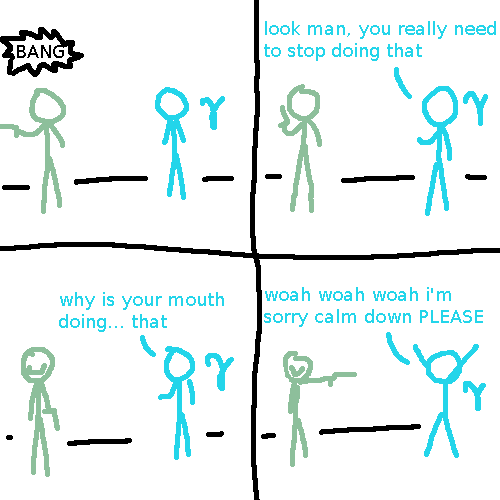 BANG
γ
look man, you really need
to stop doing that
γ
why is your mouth
doing... that
γ
woah woah woah i'm
sorry calm down PLEASE
γ